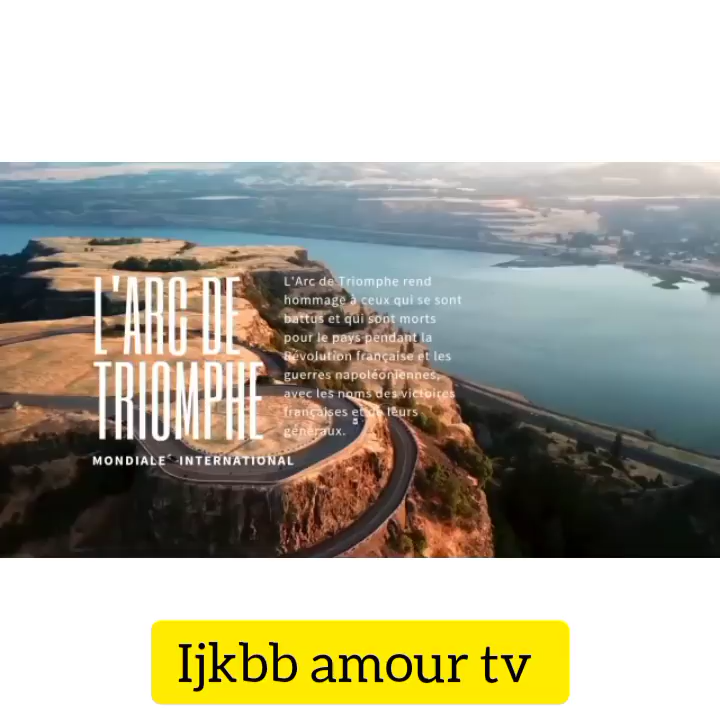 L'ARC DE
TRIOMPHE
MONDIALE INTERNATIONAL
L'Arc de Triomphe rend
hommage à ceux qui se sont
battus et qui sont morts
pour le pays pendant la
Révolution française et les
guerres napoléoniennes,
avec les noms des victoires
françaises et de leurs
généraux.
Ijkbb amour tv